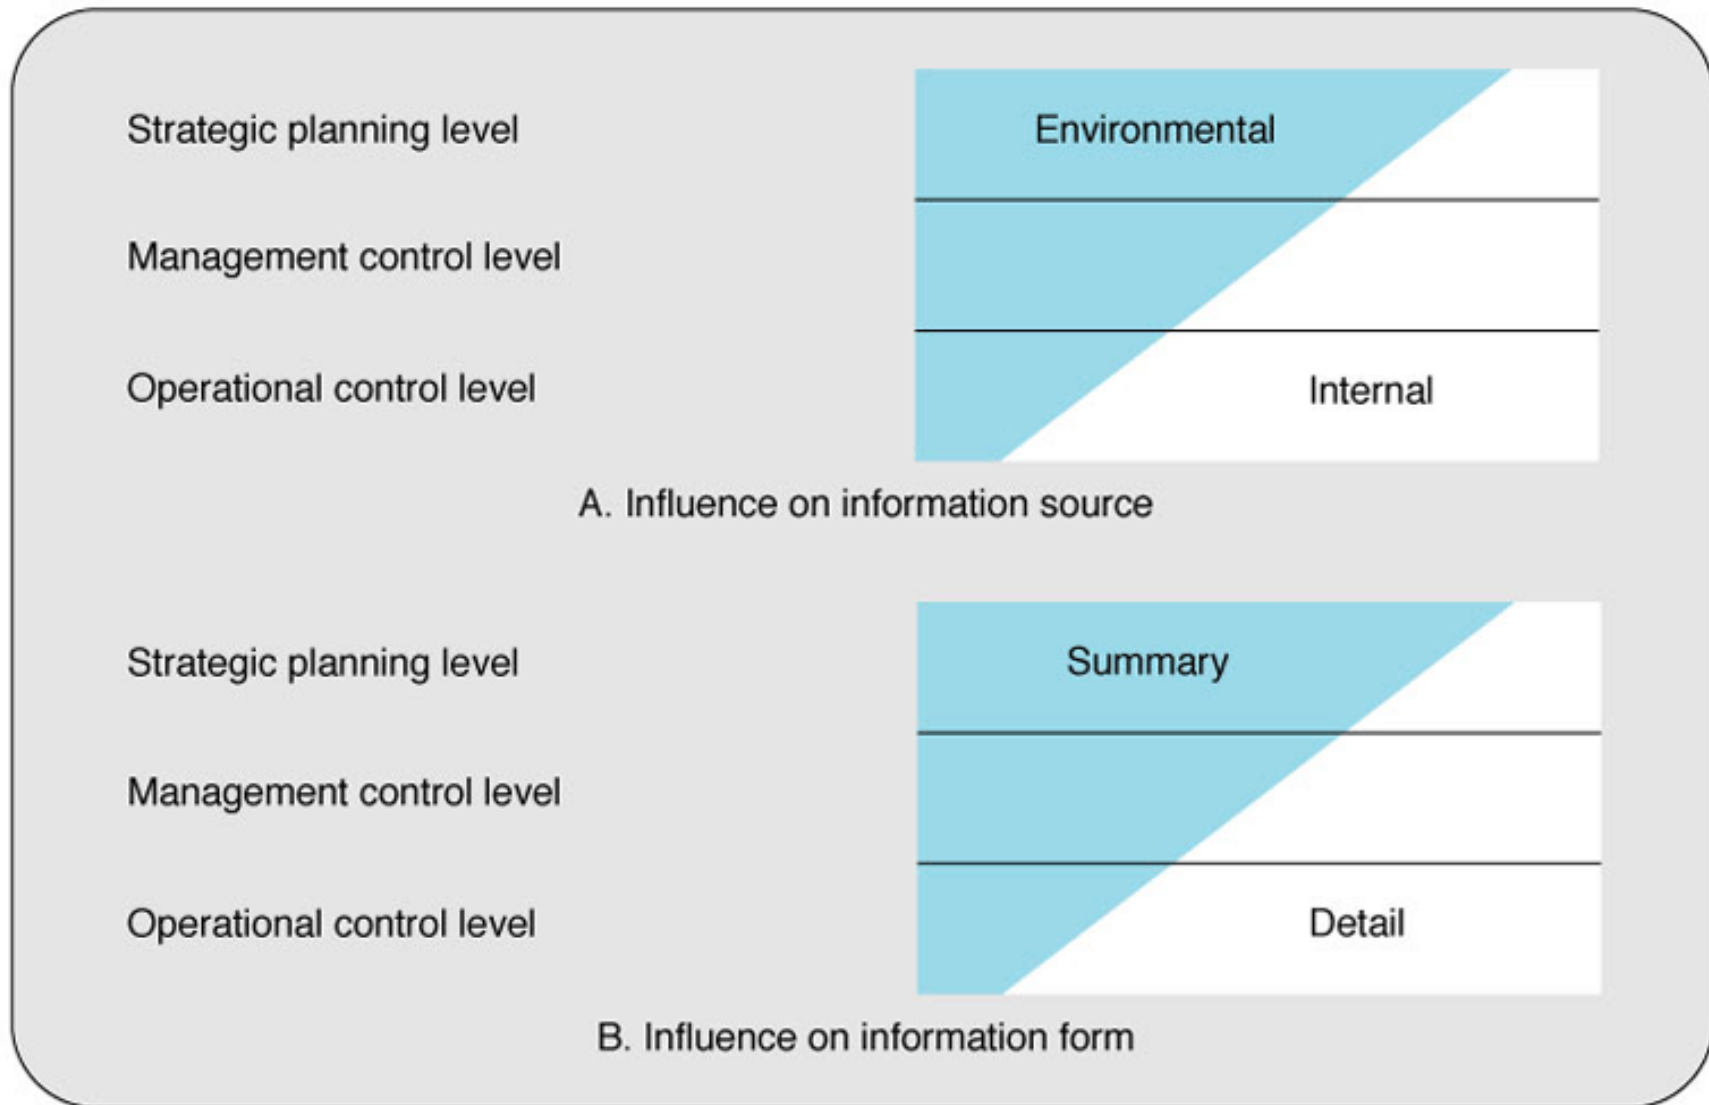 Strategic planning level
Environmental
Management control level
Operational control level
Internal
A. Influence on information source
Strategic planning level
Summary
Management control level
Operational control level
Detail
B. Influence on information form